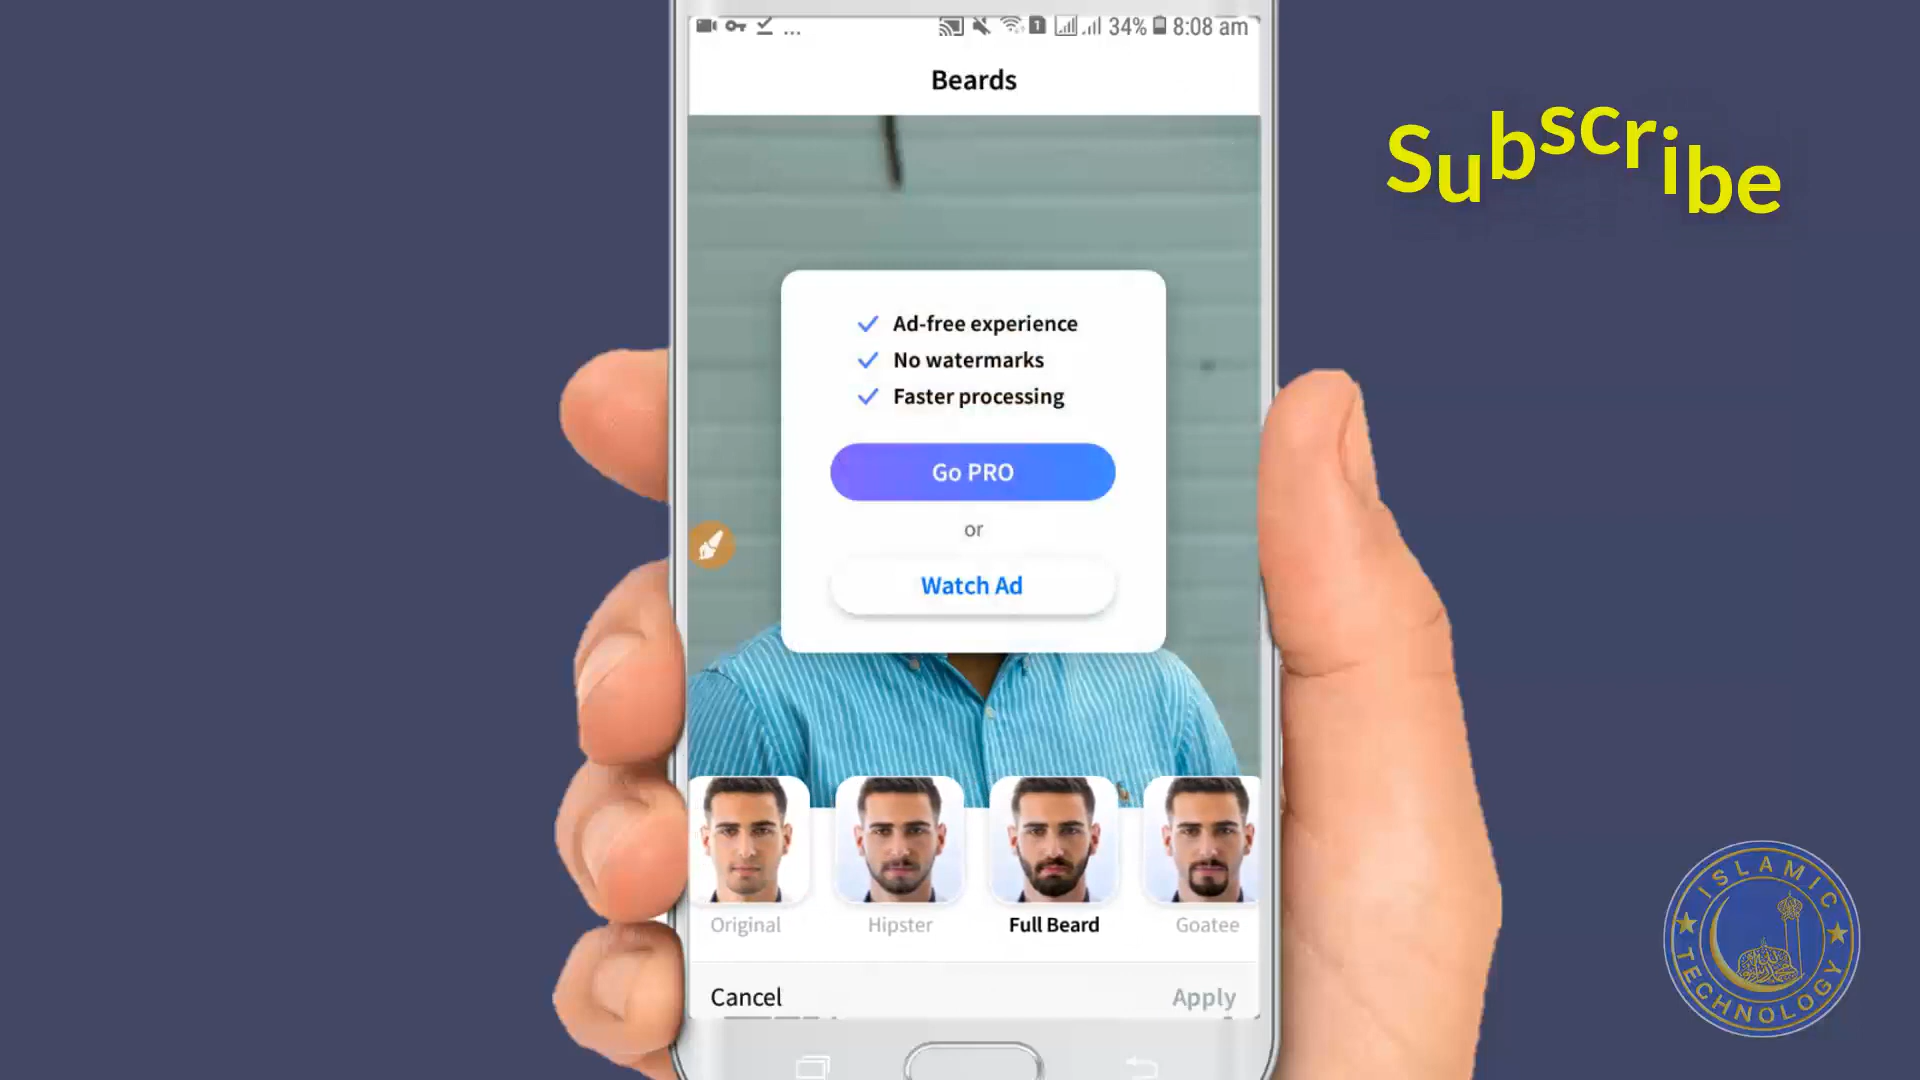 ... 1 34% 8:08 am
Beards
Subscribe
Ad-free experience
No watermarks
Faster processing
Go PRO
or
Watch Ad
Original Hipster Full Beard Goatee
Cancel Apply
ISLAMIC
TECHNOLOGY